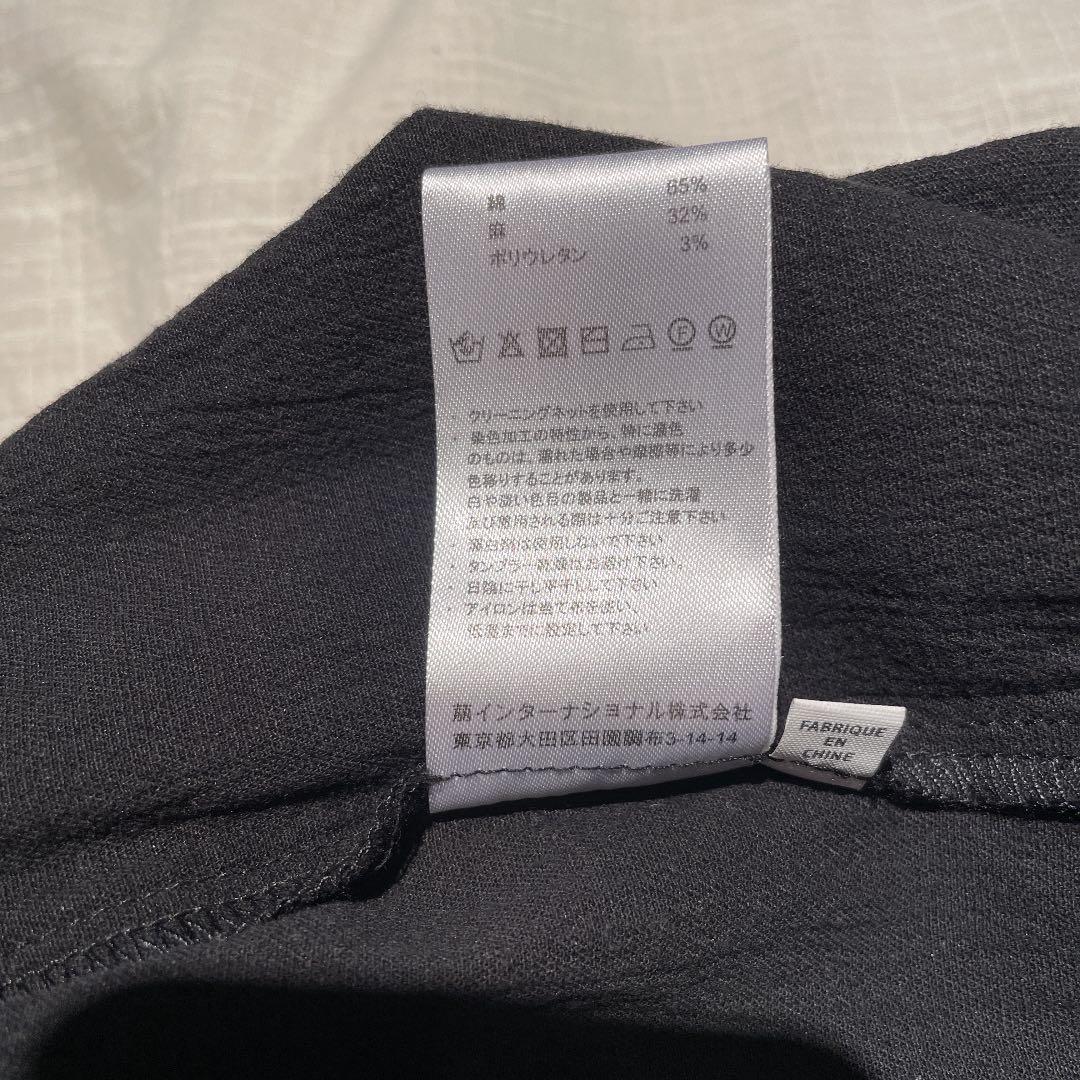 綿 65%
麻 32%
ポリウレタン 3%
F W
・ クリーニングネットを使用して下さい
・ 染色加工の特性から、特に濃色
のものは、濡れた場合や摩擦等により多少
色移りすることがあります。
白や淡い色目の製品と一緒に洗濯
及び着用される際は十分ご注意下さい
・ 漂白剤は使用しないで下さい
・ タンブラー乾燥はお避け下さい。
・ 日陰にて平干しして下さい
・ アイロンは当て布を使い、
低温までに設定して下さい
インターナショナル株式会社
東京都大田区田園調布3-14-14
FABRIQUE
EN
CHINE